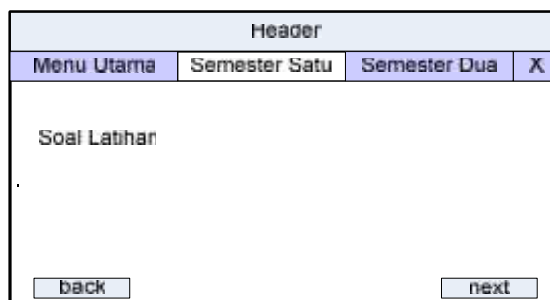 Header
Menu Utama Semester Satu Semester Dua X
Soal Latihan
back next